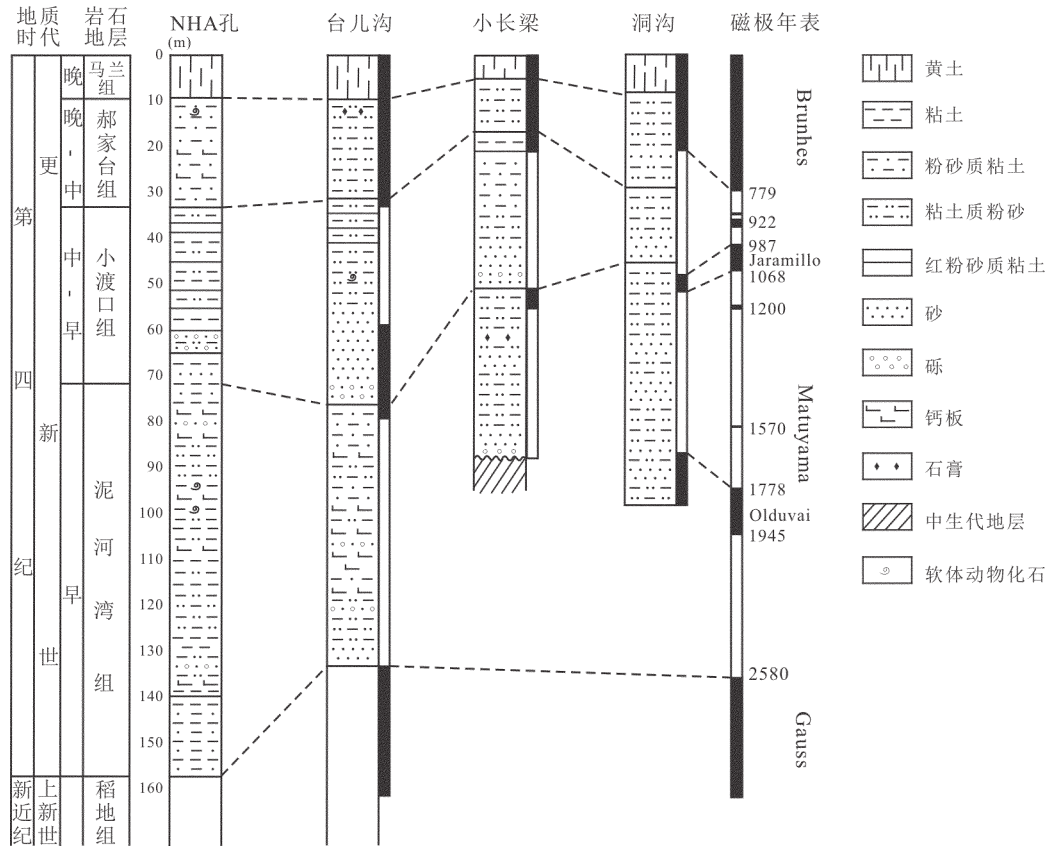 地质 岩石 NHA孔 台儿沟 小长梁 洞沟 磁极年表
时代 地层 (m)
0
晚 马兰组
10
晚-中 郝家台组
20
30
中-早 小渡口组
40
50
60
70
早 泥河湾组
80
90
100
110
120
130
140
150
160
第四纪
更新世
新近纪
上新世
稻地组
Brunhes
779
922
987
Jaramillo
1068
1200
1570
Matuyama
1778
Olduvai
1945
2580
Gauss
黄土
粘土
粉砂质粘土
粘土质粉砂
红粉砂质粘土
砂
砾
钙板
石膏
中生代地层
软体动物化石